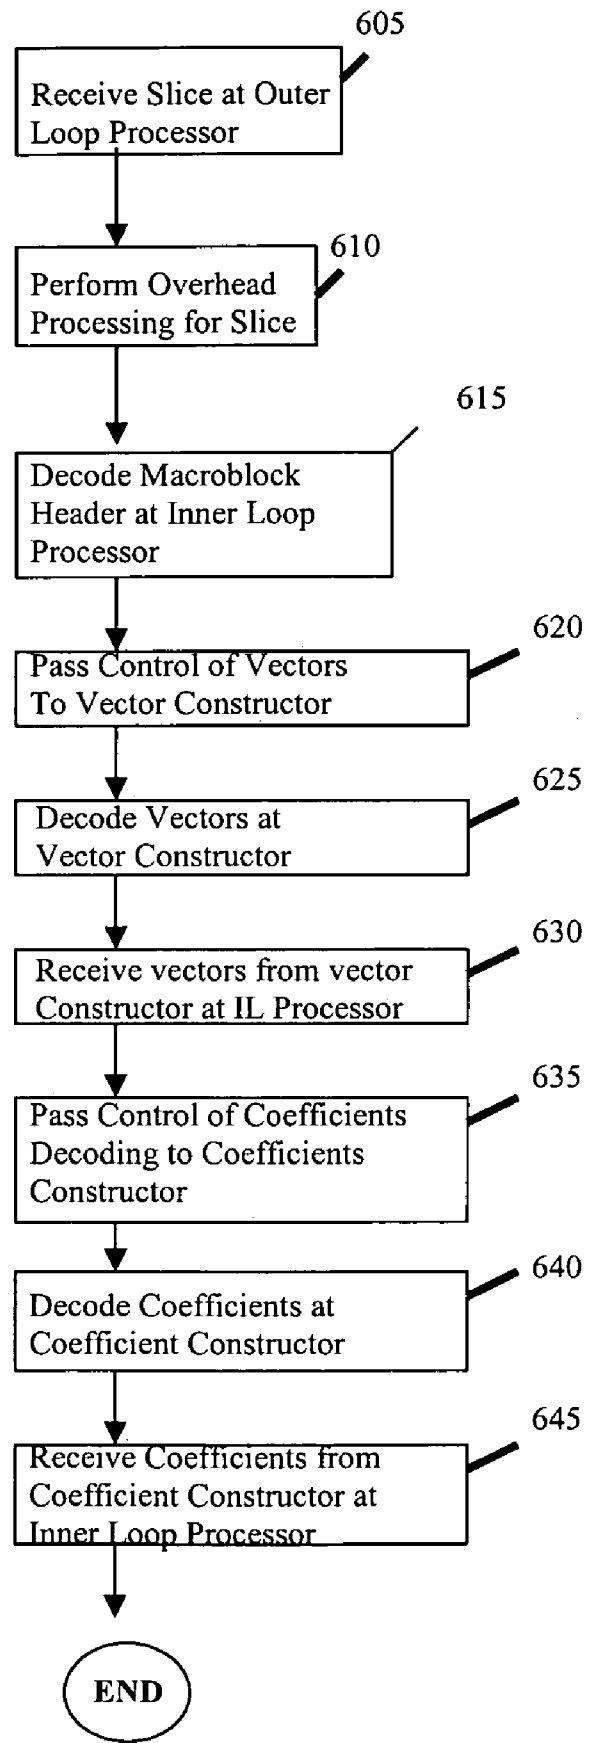 605
Receive Slice at Outer
Loop Processor
610
Perform Overhead
Processing for Slice
615
Decode Macroblock
Header at Inner Loop
Processor
620
Pass Control of Vectors
To Vector Constructor
625
Decode Vectors at
Vector Constructor
630
Receive vectors from vector
Constructor at IL Processor
635
Pass Control of Coefficients
Decoding to Coefficients
Constructor
640
Decode Coefficients at
Coefficient Constructor
645
Receive Coefficients from
Coefficient Constructor at
Inner Loop Processor
END